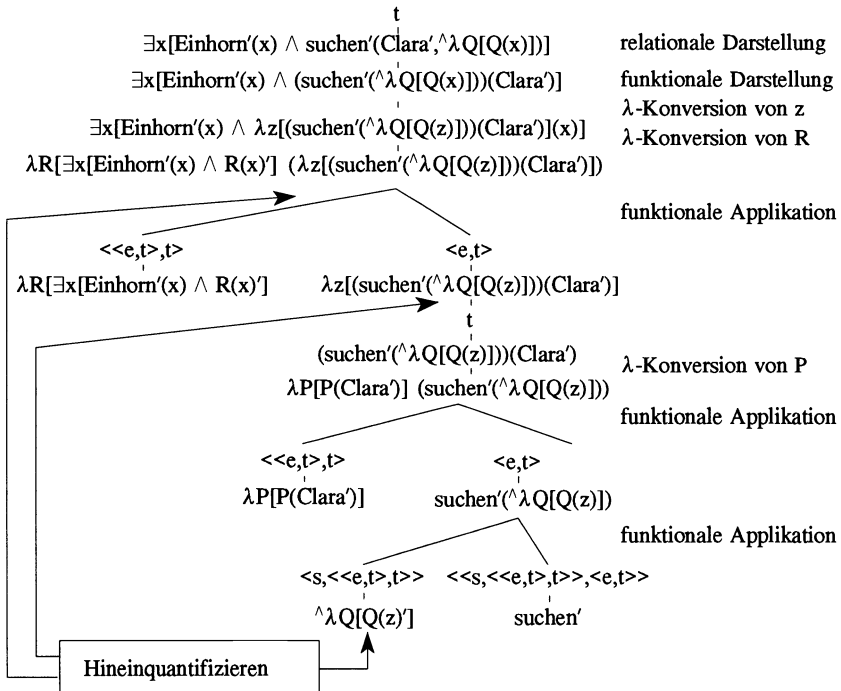 t
∃x[Einhorn′(x) ∧ suchen′(Clara′,^λQ[Q(x)])] relationale Darstellung
∃x[Einhorn′(x) ∧ (suchen′(^λQ[Q(x)]))(Clara′)] funktionale Darstellung
λ-Konversion von z
∃x[Einhorn′(x) ∧ λz[(suchen′(^λQ[Q(z)]))(Clara′)](x)]
λ-Konversion von R
λR[∃x[Einhorn′(x) ∧ R(x)′] (λz[(suchen′(^λQ[Q(z)]))(Clara′)])
funktionale Applikation
<<e,t>,t> <e,t>
λR[∃x[Einhorn′(x) ∧ R(x)′] λz[(suchen′(^λQ[Q(z)]))(Clara′)]
t
(suchen′(^λQ[Q(z)]))(Clara′)
λ-Konversion von P
λP[P(Clara′)] (suchen′(^λQ[Q(z)]))
funktionale Applikation
<<e,t>,t> <e,t>
λP[P(Clara′)] suchen′(^λQ[Q(z)])
funktionale Applikation
<s,<<e,t>,t>> <<s,<<e,t>,t>>,<e,t>>
^λQ[Q(z)′] suchen′
Hineinquantifizieren